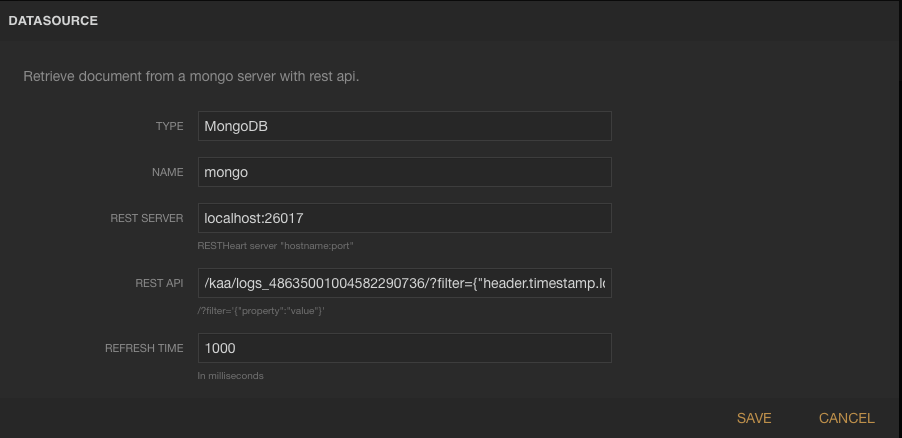 DATASOURCE
Retrieve document from a mongo server with rest api.
TYPE MongoDB
NAME mongo
REST SERVER localhost:26017
RESTHeart server "hostname:port"
REST API /kaa/logs_48635001004582290736/?filter={"header.timestamp.lo
/?filter='{"property":"value"}'
REFRESH TIME 1000
In milliseconds
SAVE CANCEL